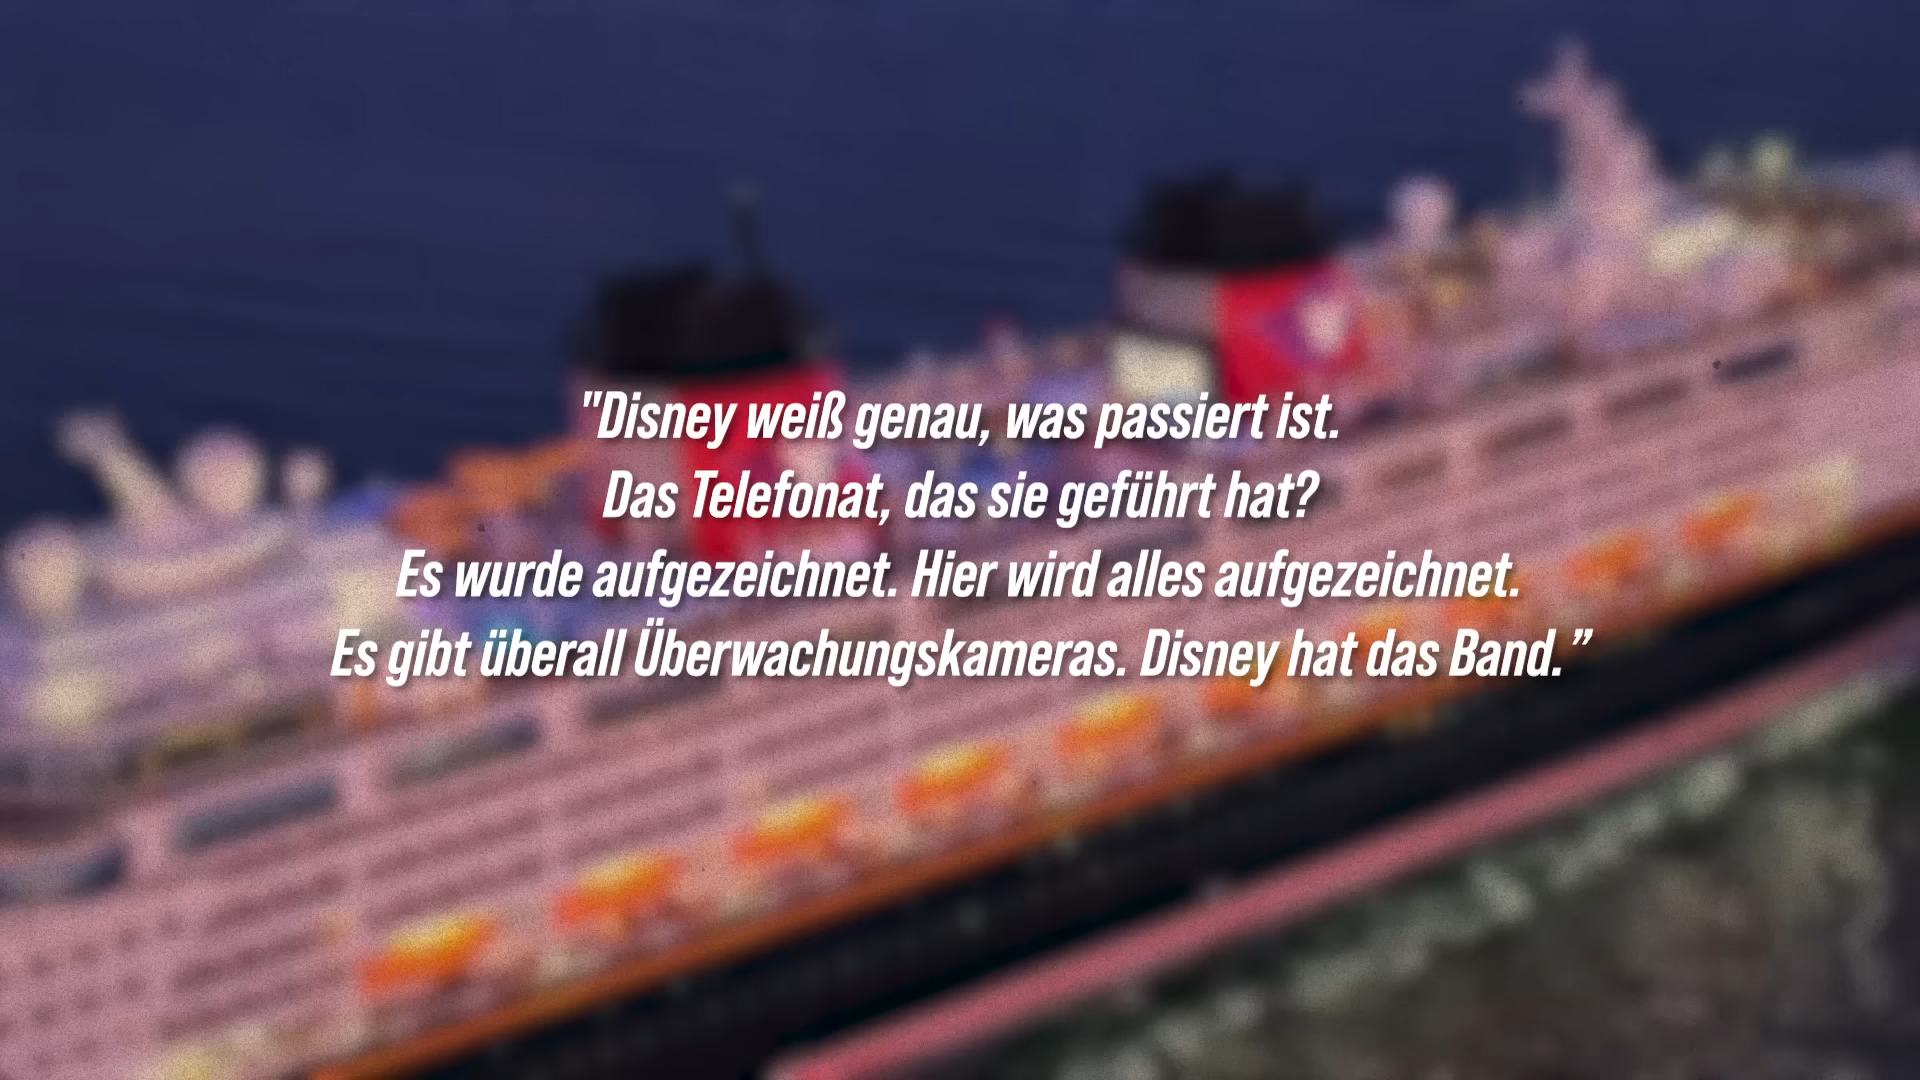 "Disney weiß genau, was passiert ist.
Das Telefonat, das sie geführt hat?
Es wurde aufgezeichnet. Hier wird alles aufgezeichnet.
Es gibt überall Überwachungskameras. Disney hat das Band.”